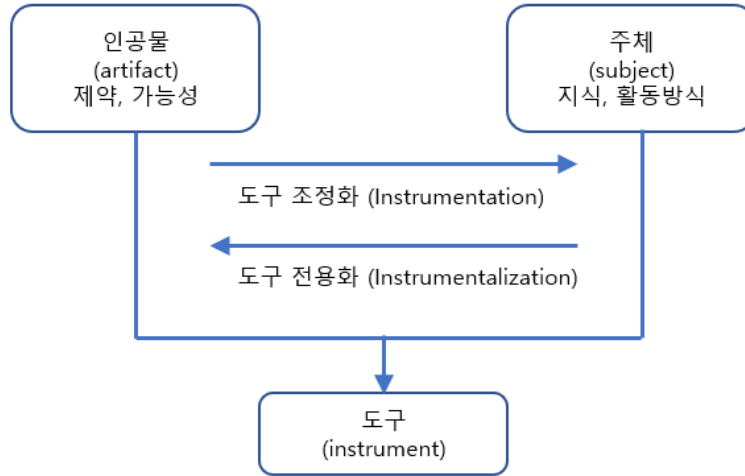 인공물
(artifact)
제약, 가능성
주체
(subject)
지식, 활동방식
도구 조정화 (Instrumentation)
도구 전용화 (Instrumentalization)
도구
(instrument)